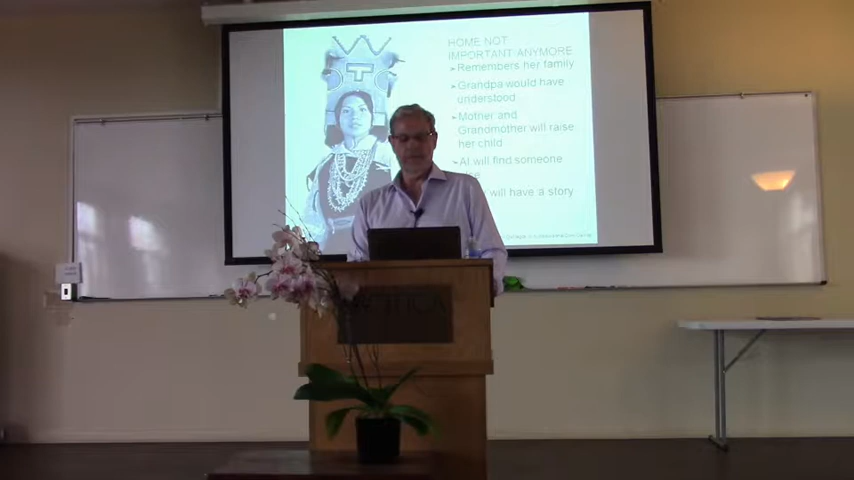 HOME NOT
IMPORTANT ANYMORE
➢Remembers her family
➢Grandpa would have
understood
➢Mother and
Grandmother will raise
her child
➢Al will find someone
will have a story